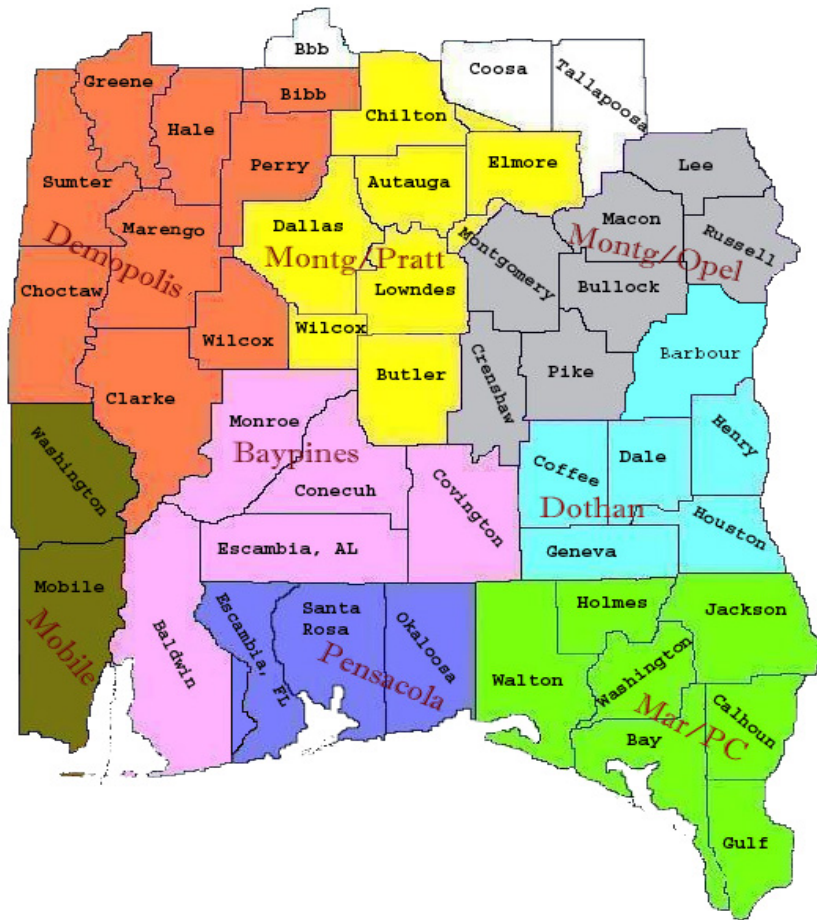 Bbb
Greene
Coosa
Tallapoosa
Bibb
Hale
Chilton
Perry
Elmore
Lee
Sumter
Autauga
Dallas
Macon
Marengo
Russell
Demopolis
Montg/Pratt
Montgomery
Montg/Opel
Choctaw
Lowndes
Bullock
Wilcox
Wilcox
Barbour
Butler
Crenshaw
Pike
Clarke
Monroe
Henry
Washington
Baypines
Coffee
Dale
Conecuh
Covington
Dothan
Houston
Escambia, AL
Geneva
Mobile
Holmes
Jackson
Mobile
Baldwin
Escambia, FL
Santa
Rosa
Okaloosa
Pensacola
Walton
Washington
Mar/PC
Calhoun
Bay
Gulf